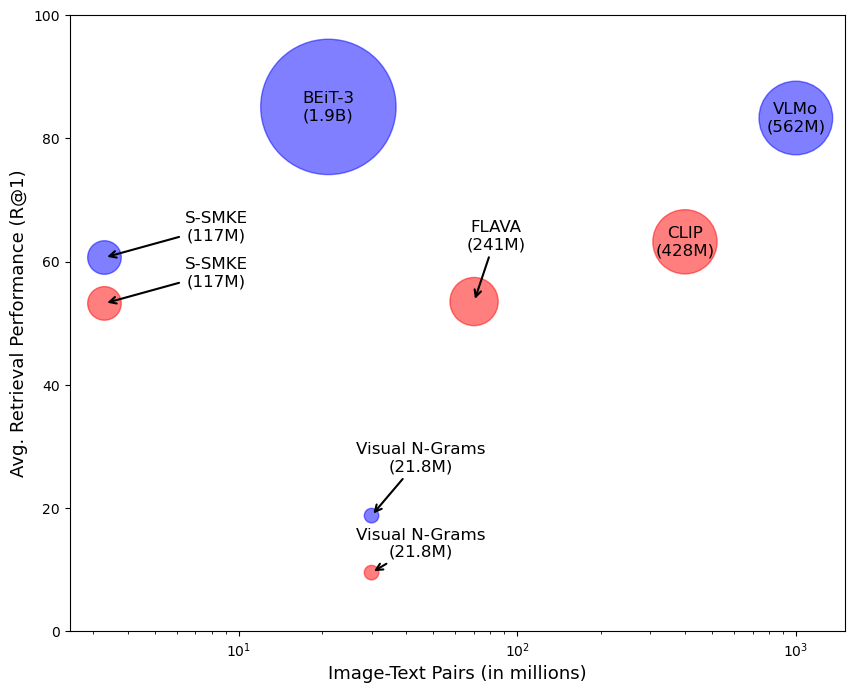 100
80
60
40
20
0
Avg. Retrieval Performance (R@1)
BEiT-3
(1.9B)
VLMo
(562M)
S-SMKE
(117M)
FLAVA
(241M)
CLIP
(428M)
S-SMKE
(117M)
Visual N-Grams
(21.8M)
Visual N-Grams
(21.8M)
10¹
10²
10³
Image-Text Pairs (in millions)